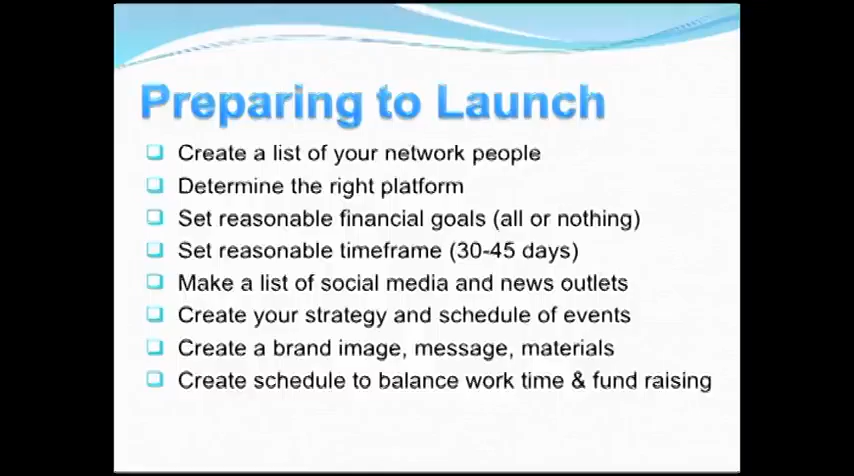 Preparing to Launch
Create a list of your network people
Determine the right platform
Set reasonable financial goals (all or nothing)
Set reasonable timeframe (30-45 days)
Make a list of social media and news outlets
Create your strategy and schedule of events
Create a brand image, message, materials
Create schedule to balance work time & fund raising